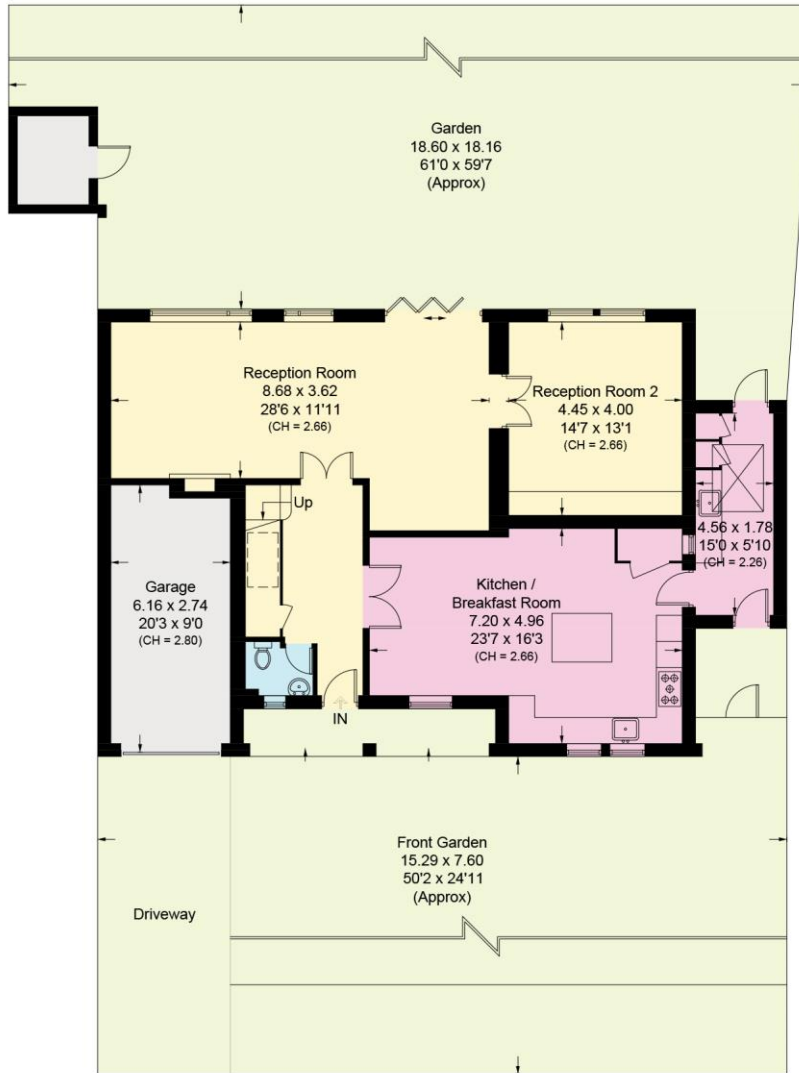 Garden
18.60 x 18.16
61'0 x 59'7
(Approx)
Reception Room
8.68 x 3.62
28'6 x 11'11
(CH = 2.66)
Reception Room 2
4.45 x 4.00
14'7 x 13'1
(CH = 2.66)
Up
4.56 x 1.78
15'0 x 5'10
(CH = 2.26)
Garage
6.16 x 2.74
20'3 x 9'0
(CH = 2.80)
Kitchen /
Breakfast Room
7.20 x 4.96
23'7 x 16'3
(CH = 2.66)
IN
Front Garden
15.29 x 7.60
50'2 x 24'11
(Approx)
Driveway